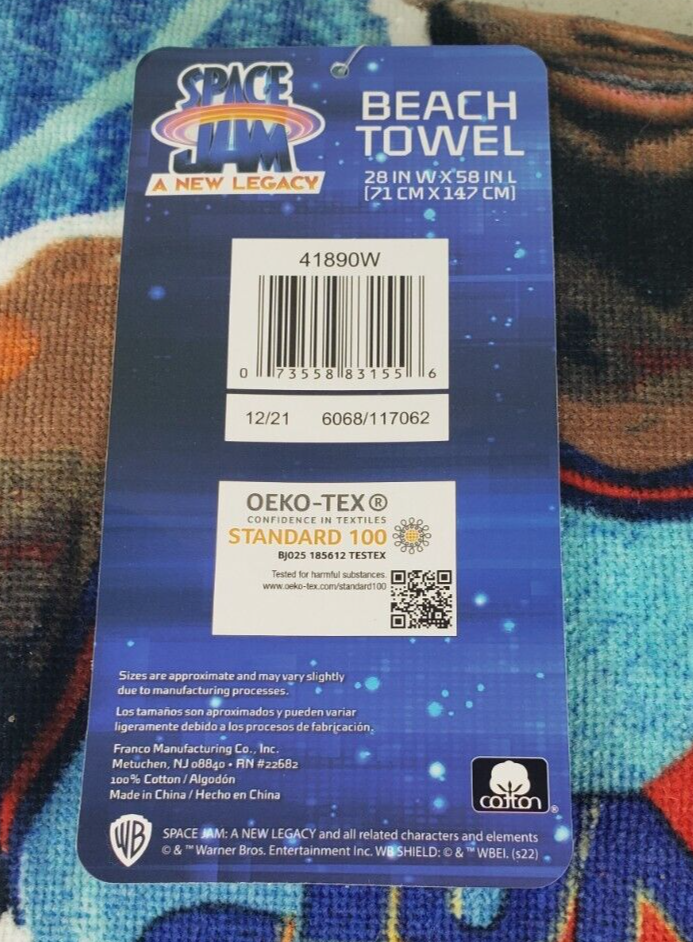 SPACE
JAM
A NEW LEGACY
BEACH
TOWEL
28 IN W X 58 IN L
(71 CM X 147 CM)
41890W
0 73558 83155 6
12/21 6068/117062
OEKO-TEX®
CONFIDENCE IN TEXTILES
STANDARD 100
BJ025 185612 TESTEX
Tested for harmful substances.
www.oeko-tex.com/standard100
Sizes are approximate and may vary slightly
due to manufacturing processes.
Los tamaños son aproximados y pueden variar
ligeramente debido a los procesos de fabricación.
Franco Manufacturing Co., Inc.
Metuchen, NJ 08840 • RN #22682
100% Cotton / Algodón
Made in China / Hecho en China
cotton ®
WB
SPACE JAM: A NEW LEGACY and all related characters and elements
© & ™ Warner Bros. Entertainment Inc. WB SHIELD: © & ™ WBEI. (s22)